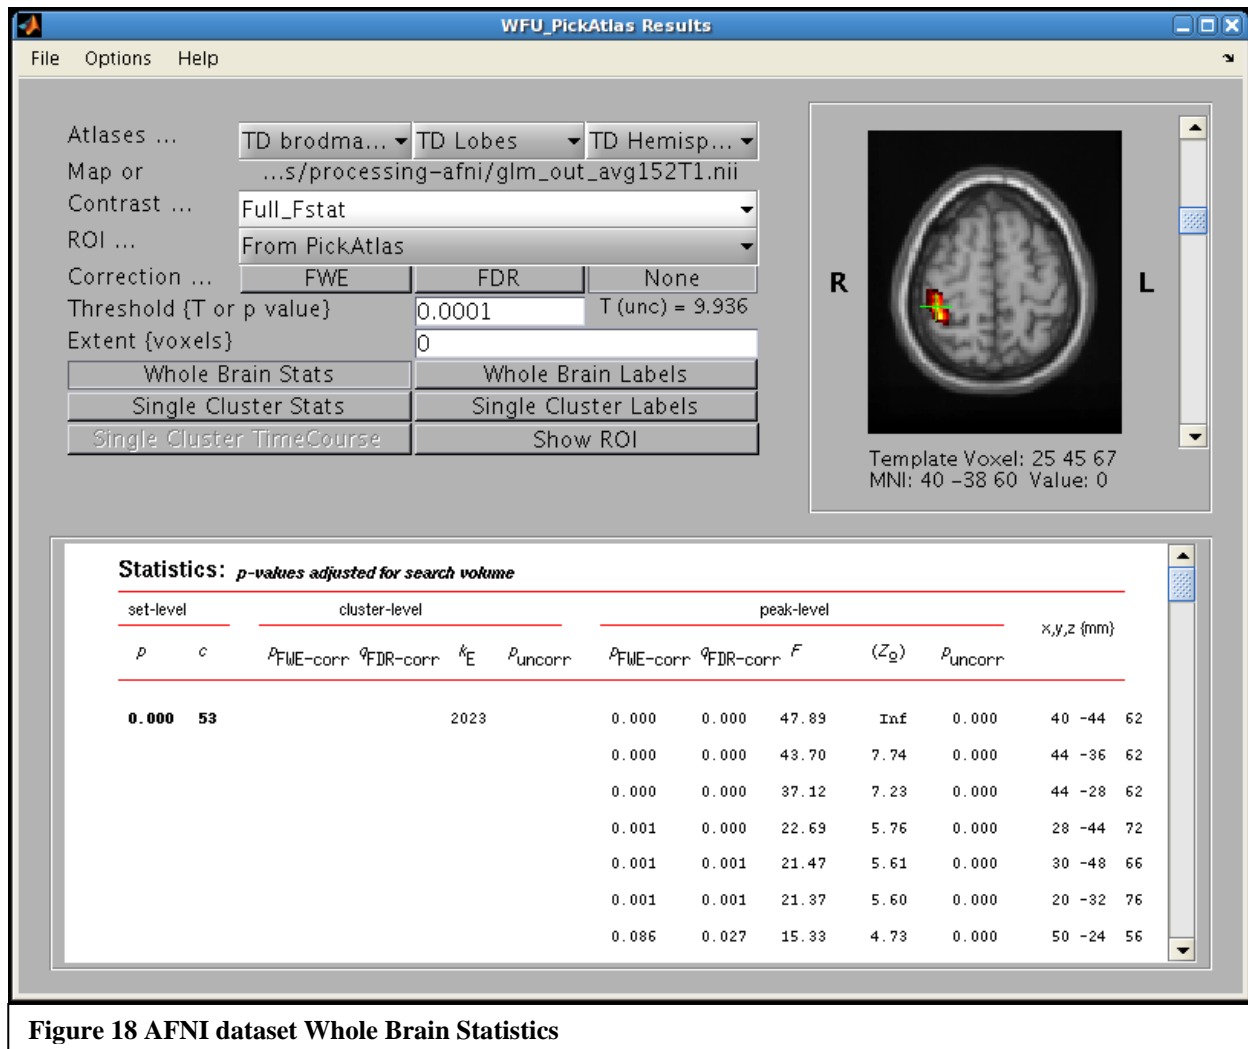 WFU_PickAtlas Results
File Options Help
Atlases ... TD brodma... TD Lobes TD Hemisp...
Map or ...s/processing-afni/glm_out_avg152T1.nii
Contrast ... Full_Fstat
ROI ... From PickAtlas
Correction ... FWE FDR None
Threshold {T or p value} 0.0001 T (unc) = 9.936
Extent {voxels} 0
Whole Brain Stats Whole Brain Labels
Single Cluster Stats Single Cluster Labels
Single Cluster TimeCourse Show ROI
R L
Template Voxel: 25 45 67
MNI: 40 -38 60 Value: 0
Statistics: p-values adjusted for search volume
set-level cluster-level peak-level
x,y,z {mm}
p c pFWE-corr qFDR-corr kE puncorr pFWE-corr qFDR-corr F (Z0) puncorr
0.000 53 2023 0.000 0.000 47.89 Inf 0.000 40 -44 62
0.000 0.000 43.70 7.74 0.000 44 -36 62
0.000 0.000 37.12 7.23 0.000 44 -28 62
0.001 0.000 22.69 5.76 0.000 28 -44 72
0.001 0.001 21.47 5.61 0.000 30 -48 66
0.001 0.001 21.37 5.60 0.000 20 -32 76
0.086 0.027 15.33 4.73 0.000 50 -24 56
Figure 18 AFNI dataset Whole Brain Statistics